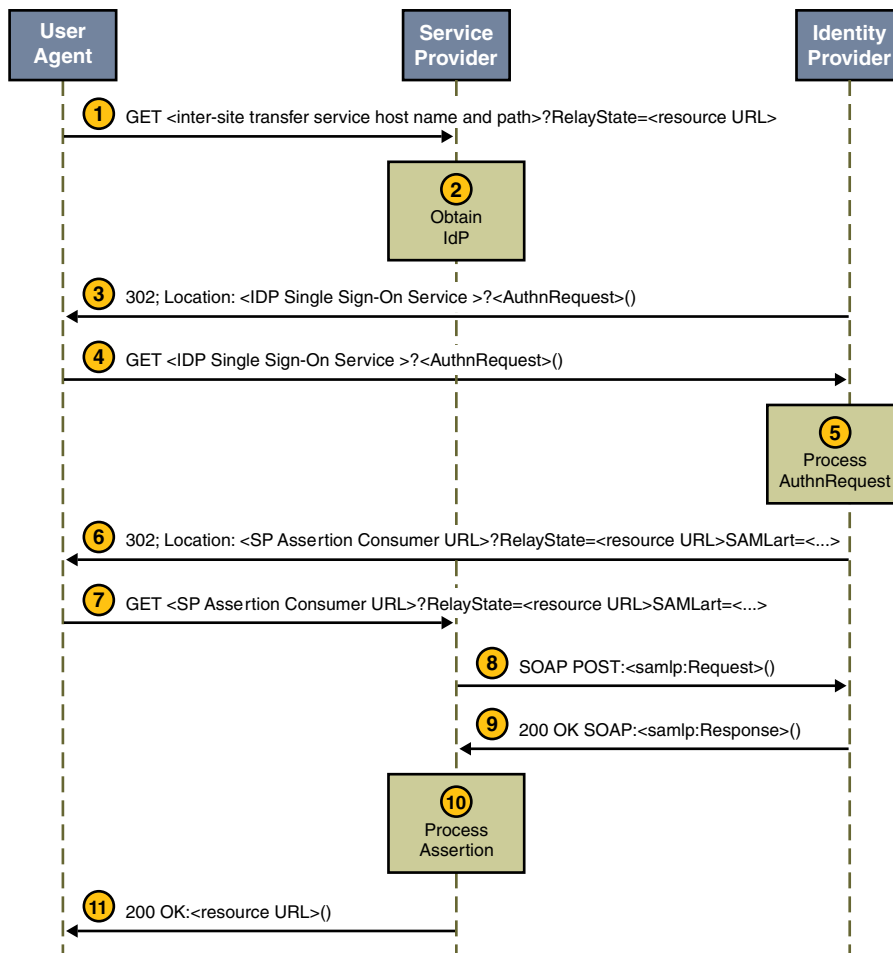 User
Agent
Service
Provider
Identity
Provider
1 GET <inter-site transfer service host name and path>?RelayState=<resource URL>
2
Obtain
IdP
3 302; Location: <IDP Single Sign-On Service >?<AuthnRequest>()
4 GET <IDP Single Sign-On Service >?<AuthnRequest>()
5
Process
AuthnRequest
6 302; Location: <SP Assertion Consumer URL>?RelayState=<resource URL>SAMLart=<...>
7 GET <SP Assertion Consumer URL>?RelayState=<resource URL>SAMLart=<...>
8 SOAP POST:<samlp:Request>()
9 200 OK SOAP:<samlp:Response>()
10
Process
Assertion
11 200 OK:<resource URL>()